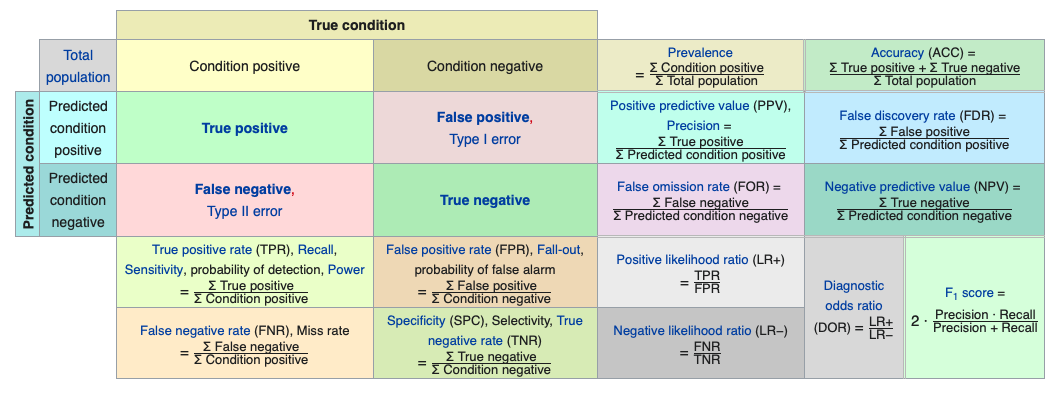 True condition
Total
population
Condition positive
Condition negative
Prevalence
= Σ Condition positive
Σ Total population
Accuracy (ACC) =
Σ True positive + Σ True negative
Σ Total population
Predicted condition
Predicted
condition
positive
True positive
False positive,
Type I error
Positive predictive value (PPV),
Precision =
Σ True positive
Σ Predicted condition positive
False discovery rate (FDR) =
Σ False positive
Σ Predicted condition positive
Predicted
condition
negative
False negative,
Type II error
True negative
False omission rate (FOR) =
Σ False negative
Σ Predicted condition negative
Negative predictive value (NPV) =
Σ True negative
Σ Predicted condition negative
True positive rate (TPR), Recall,
Sensitivity, probability of detection, Power
= Σ True positive
Σ Condition positive
False positive rate (FPR), Fall-out,
probability of false alarm
= Σ False positive
Σ Condition negative
Positive likelihood ratio (LR+)
= TPR
FPR
Diagnostic
odds ratio
(DOR) = LR+
LR−
F1 score =
2 · Precision · Recall
Precision + Recall
False negative rate (FNR), Miss rate
= Σ False negative
Σ Condition positive
Specificity (SPC), Selectivity, True
negative rate (TNR)
= Σ True negative
Σ Condition negative
Negative likelihood ratio (LR−)
= FNR
TNR